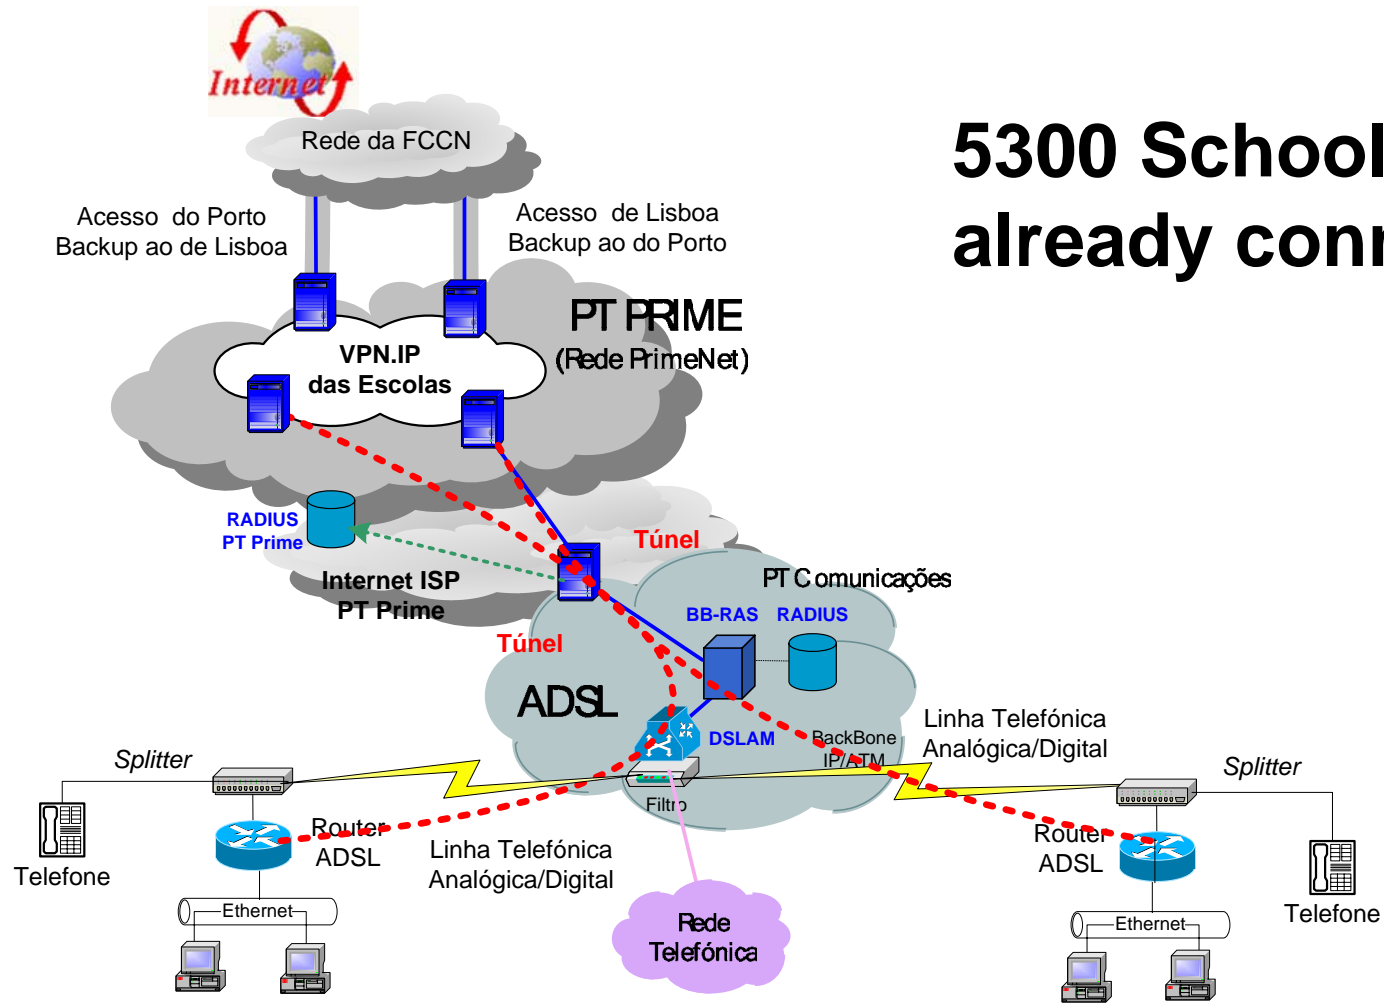 Internet
Rede da FCCN
5300 School
already con
Acesso do Porto
Backup ao de Lisboa
Acesso de Lisboa
Backup ao do Porto
PT PRIME
(Rede PrimeNet)
VPN.IP
das Escolas
RADIUS
PT Prime
Túnel
Internet ISP
PT Prime
PT Comunicações
BB-RAS
RADIUS
Túnel
ADSL
DSLAM
BackBone
IP/ATM
Linha Telefónica
Analógica/Digital
Splitter
Splitter
Filtro
Router
ADSL
Linha Telefónica
Analógica/Digital
Router
ADSL
Telefone
Telefone
Ethernet
Ethernet
Rede
Telefónica